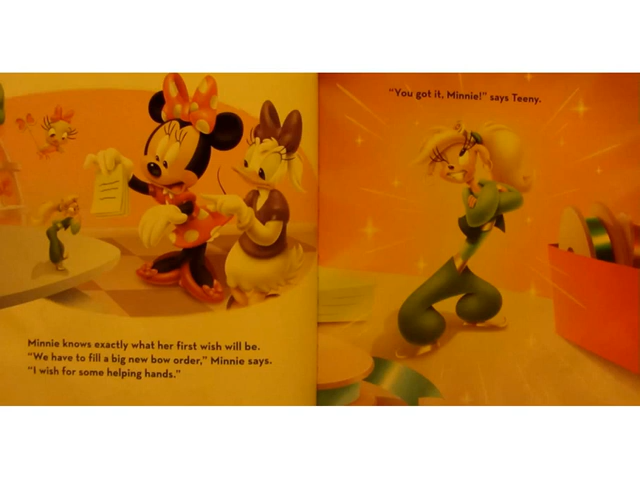 Minnie knows exactly what her first wish will be.
"We have to fill a big new bow order," Minnie says.
"I wish for some helping hands."
"You got it, Minnie!" says Teeny.